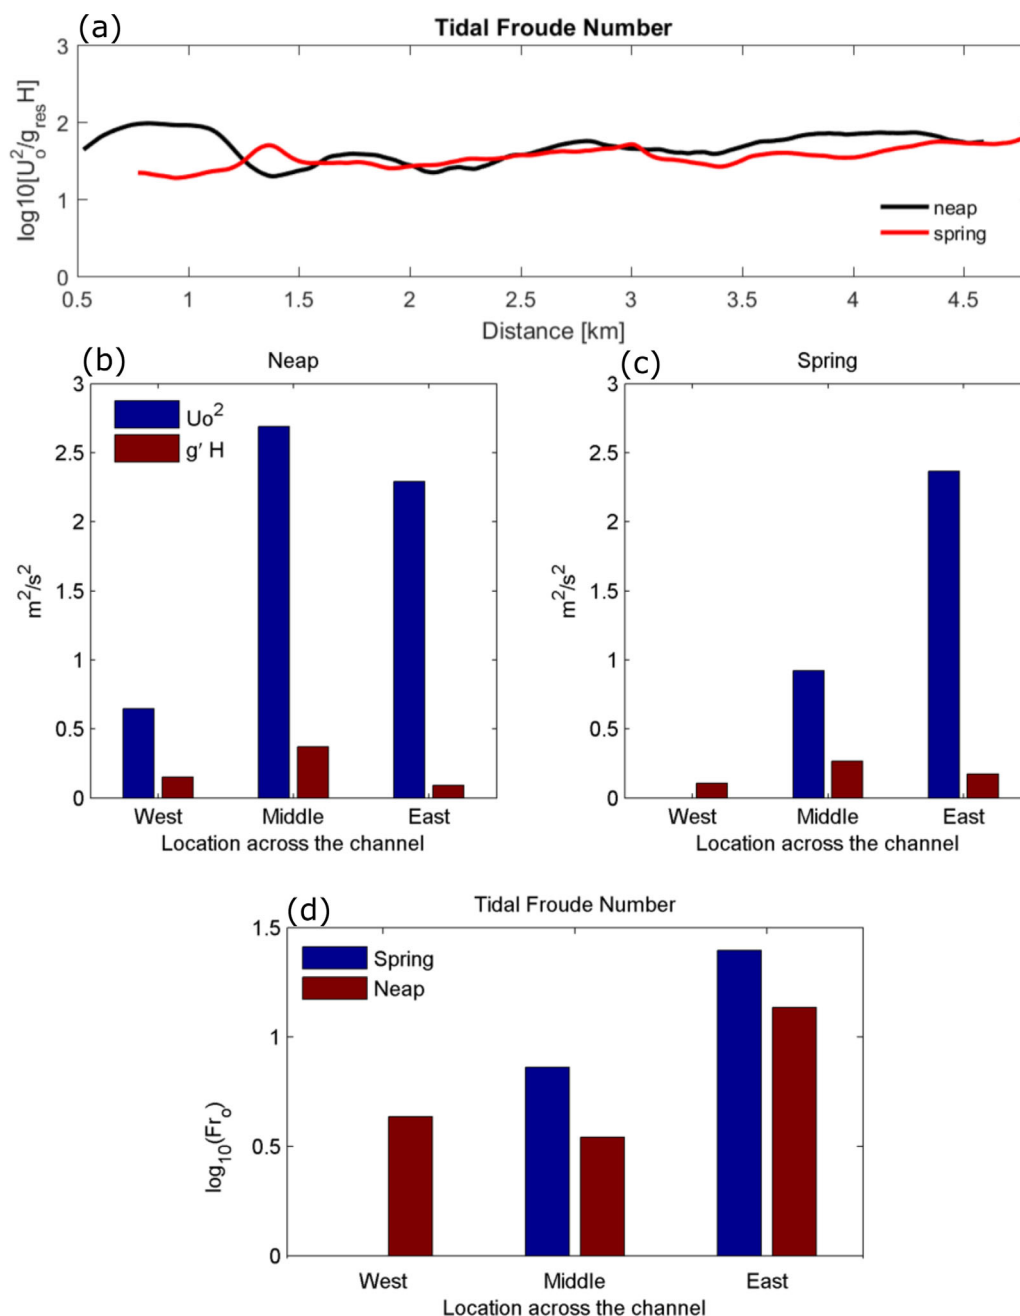 (a)
Tidal Froude Number
3
2
1
0
log10[U₀²/g_res H]
neap
spring
0.5 1 1.5 2 2.5 3 3.5 4 4.5
Distance [km]
(b)
Neap
3
2.5
2
1.5
1
0.5
0
m²/s²
Uo²
g′ H
West Middle East
Location across the channel
(c)
Spring
3
2.5
2
1.5
1
0.5
0
m²/s²
West Middle East
Location across the channel
(d)
Tidal Froude Number
1.5
1
0.5
0
log₁₀(Fr₀)
Spring
Neap
West Middle East
Location across the channel